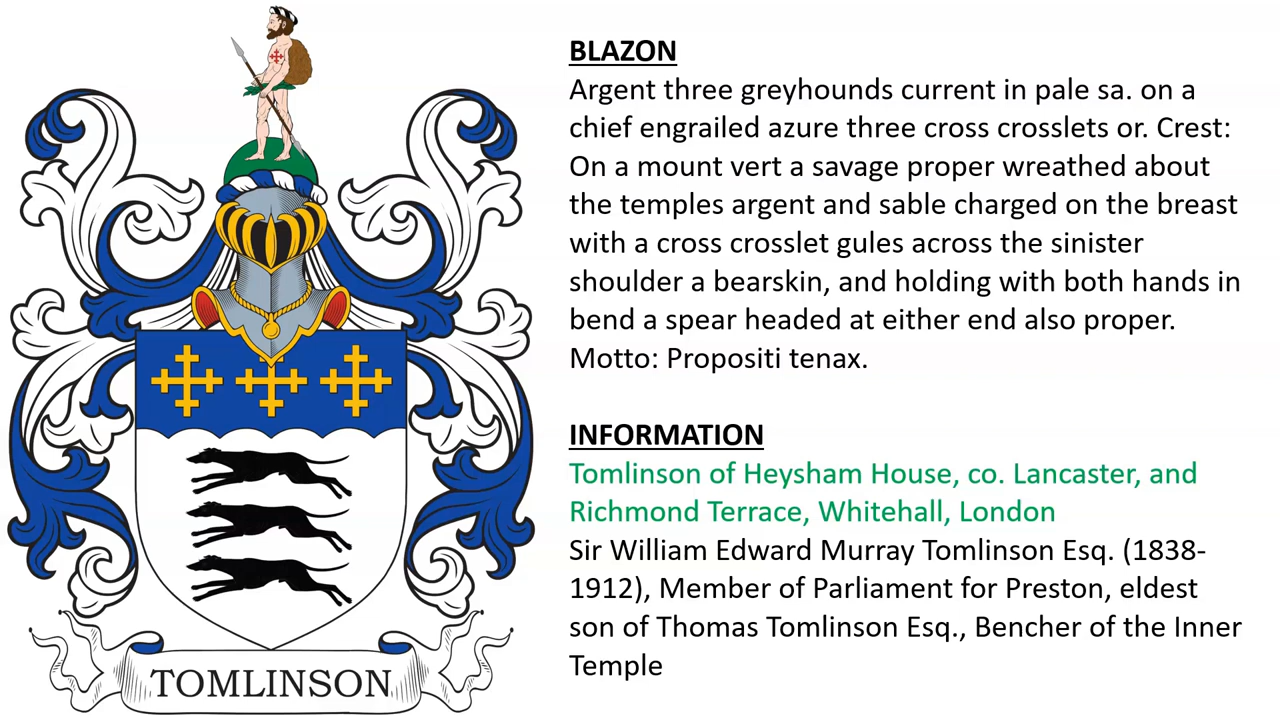 BLAZON
Argent three greyhounds current in pale sa. on a
chief engrailed azure three cross crosslets or. Crest:
On a mount vert a savage proper wreathed about
the temples argent and sable charged on the breast
with a cross crosslet gules across the sinister
shoulder a bearskin, and holding with both hands in
bend a spear headed at either end also proper.
Motto: Propositi tenax.
INFORMATION
Tomlinson of Heysham House, co. Lancaster, and
Richmond Terrace, Whitehall, London
Sir William Edward Murray Tomlinson Esq. (1838-
1912), Member of Parliament for Preston, eldest
son of Thomas Tomlinson Esq., Bencher of the Inner
Temple
TOMLINSON